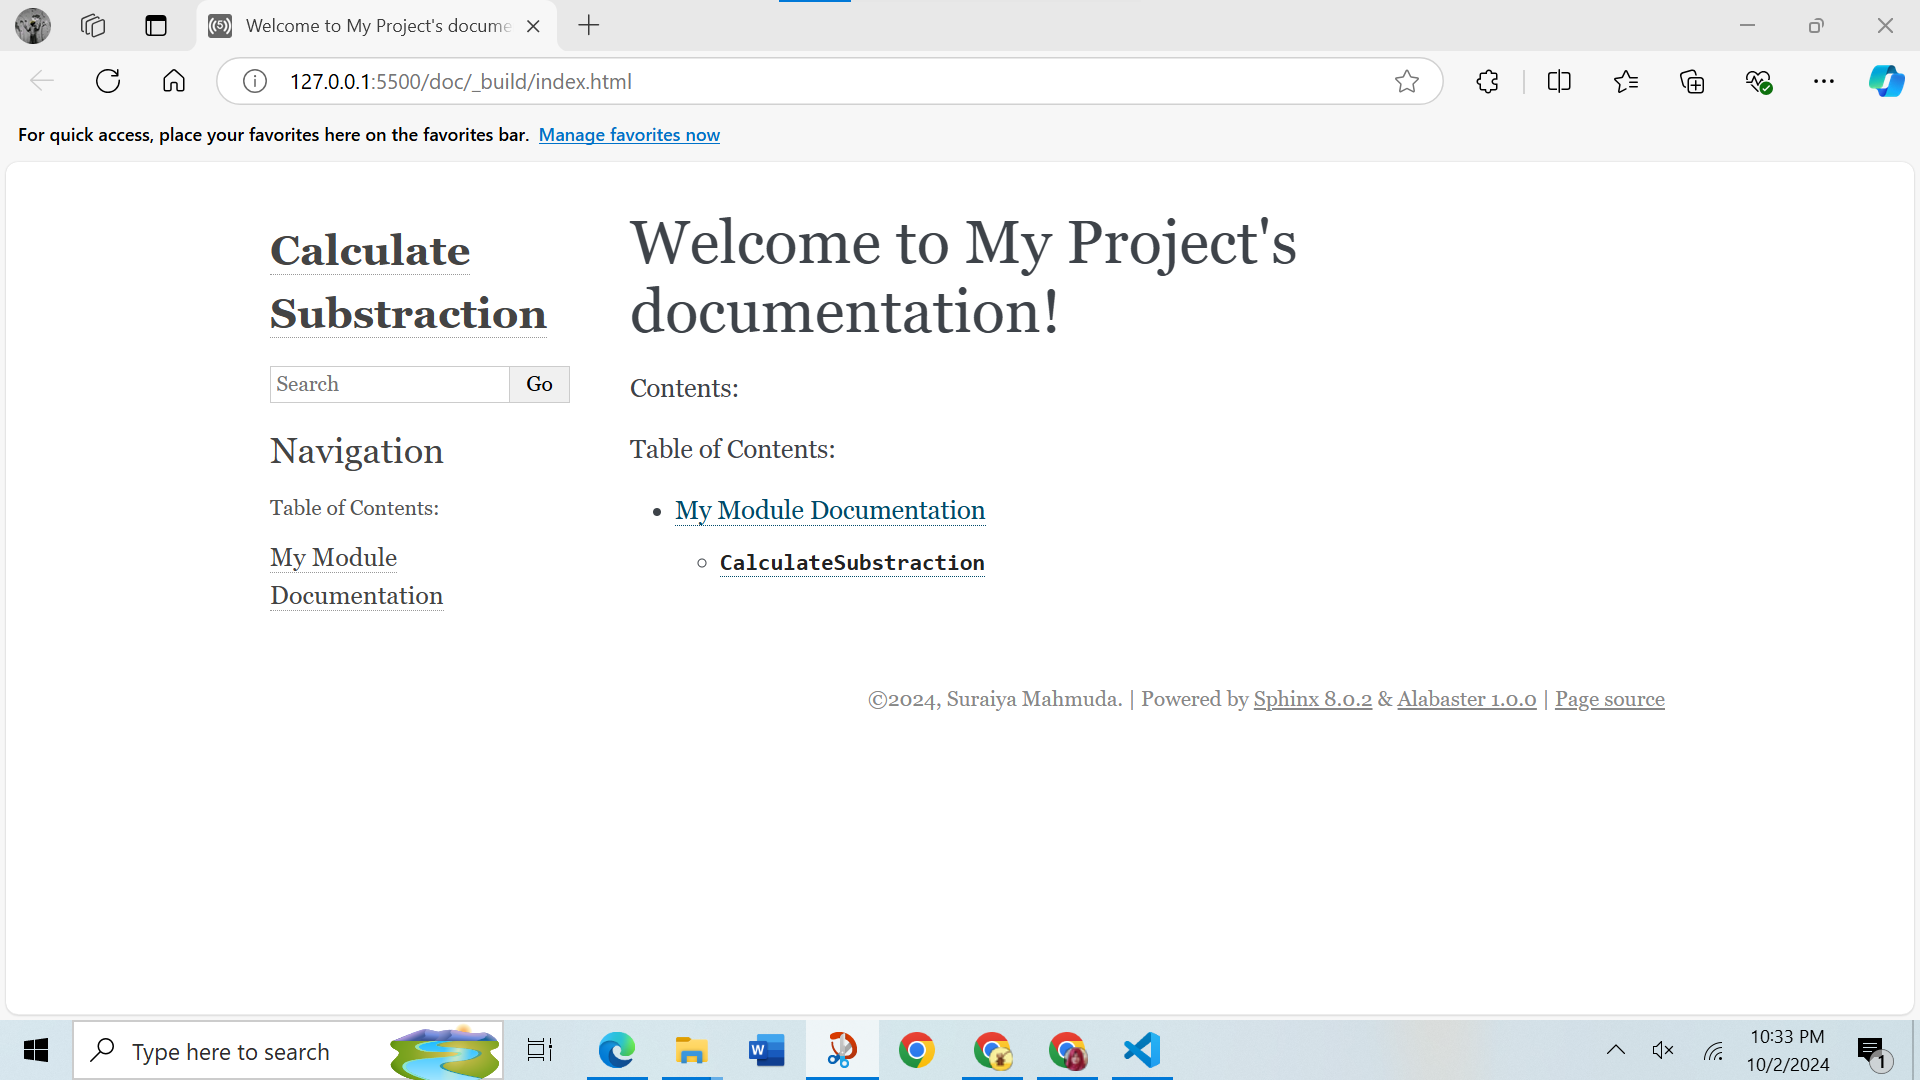 Welcome to My Project's docume
127.0.0.1:5500/doc/_build/index.html
For quick access, place your favorites here on the favorites bar. Manage favorites now
Calculate
Substraction
Search
Go
Navigation
Table of Contents:
My Module
Documentation
Welcome to My Project's
documentation!
Contents:
Table of Contents:
My Module Documentation
CalculateSubstraction
©2024, Suraiya Mahmuda. | Powered by Sphinx 8.0.2 & Alabaster 1.0.0 | Page source
Type here to search
10:33 PM
10/2/2024
1